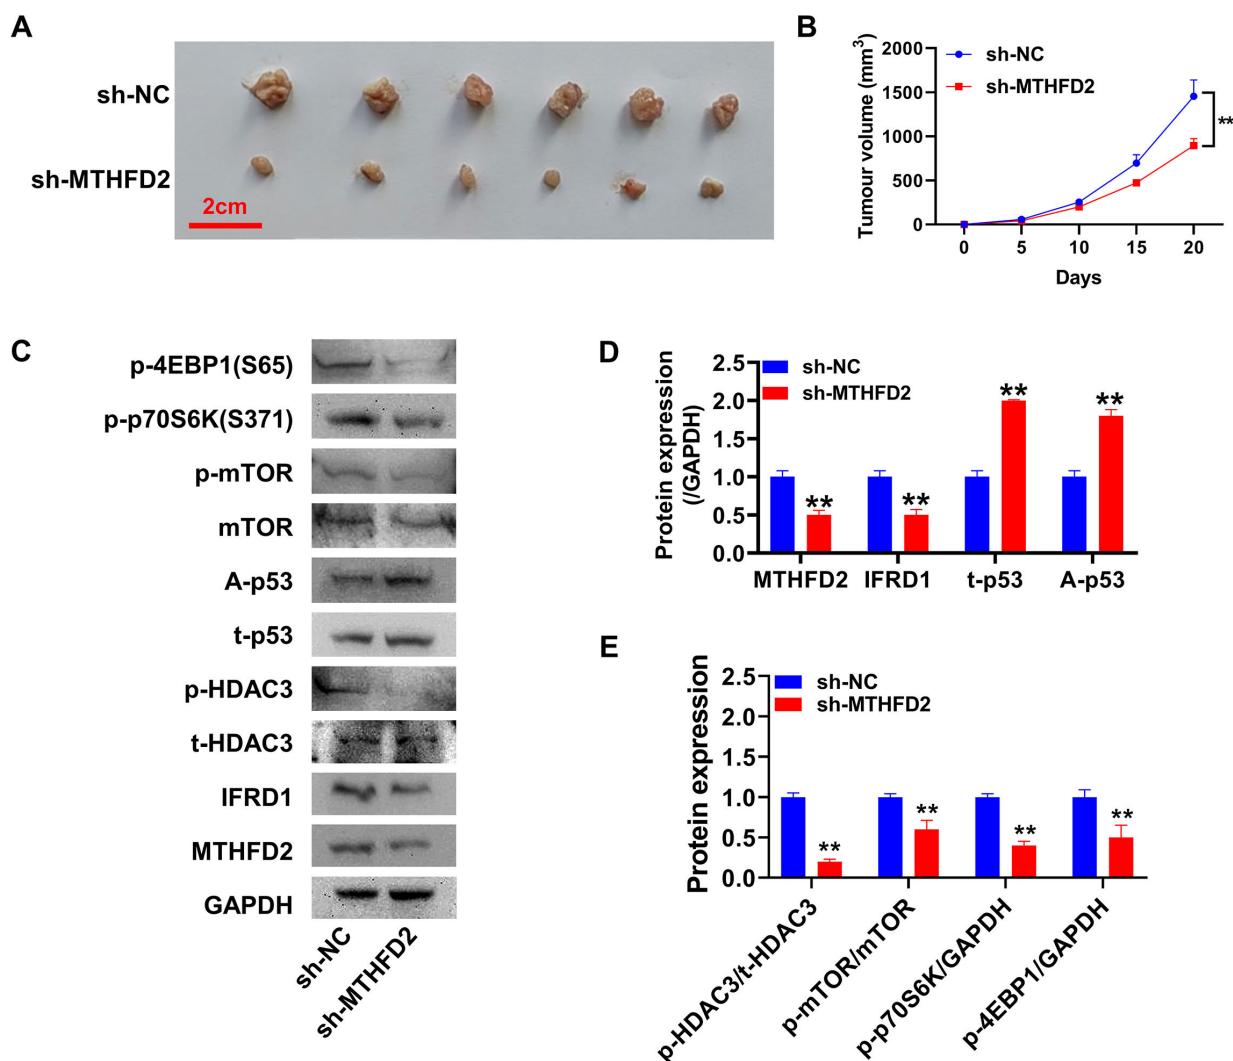 A
sh-NC
sh-MTHFD2
2cm
B
Tumour volume (mm³)
2000
1500
1000
500
0
sh-NC
sh-MTHFD2
**
0 5 10 15 20
Days
C
p-4EBP1(S65)
p-p70S6K(S371)
p-mTOR
mTOR
A-p53
t-p53
p-HDAC3
t-HDAC3
IFRD1
MTHFD2
GAPDH
sh-NC
sh-MTHFD2
D
Protein expression
(/GAPDH)
2.5
2.0
1.5
1.0
0.5
0.0
sh-NC
sh-MTHFD2
** ** ** **
MTHFD2 IFRD1 t-p53 A-p53
E
Protein expression
2.5
2.0
1.5
1.0
0.5
0.0
sh-NC
sh-MTHFD2
** ** ** **
p-HDAC3/t-HDAC3
p-mTOR/mTOR
p-p70S6K/GAPDH
p-4EBP1/GAPDH